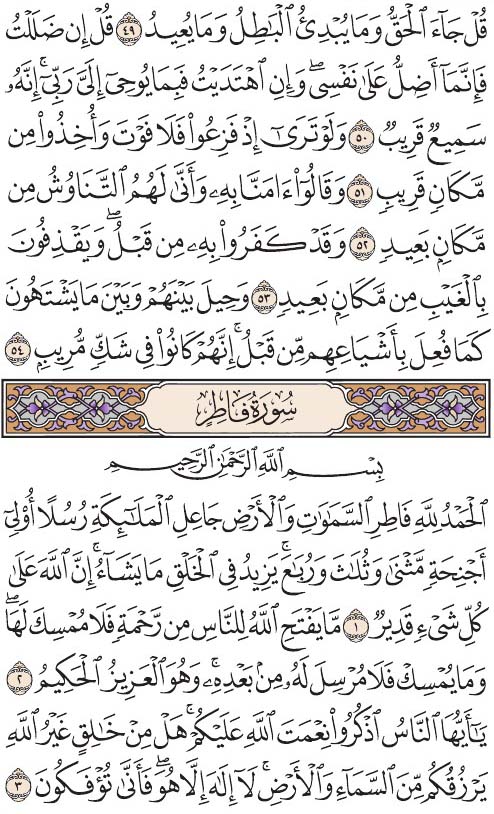 قُلْ جَآءَ ٱلْحَقُّ وَمَا يُبْدِئُ ٱلْبَٰطِلُ وَمَا يُعِيدُ ٤٩ قُلْ إِن ضَلَلْتُ
فَإِنَّمَآ أَضِلُّ عَلَىٰ نَفْسِى ۖ وَإِنِ ٱهْتَدَيْتُ فَبِمَا يُوحِىٓ إِلَىَّ رَبِّىٓ ۚ إِنَّهُۥ
سَمِيعٌ قَرِيبٌ ٥٠ وَلَوْ تَرَىٰٓ إِذْ فَزِعُوا۟ فَلَا فَوْتَ وَأُخِذُوا۟ مِن
مَّكَانٍ قَرِيبٍ ٥١ وَقَالُوٓا۟ ءَامَنَّا بِهِۦ وَأَنَّىٰ لَهُمُ ٱلتَّنَاوُشُ مِن
مَّكَانٍۭ بَعِيدٍ ٥٢ وَقَدْ كَفَرُوا۟ بِهِۦ مِن قَبْلُ ۖ وَيَقْذِفُونَ
بِٱلْغَيْبِ مِن مَّكَانٍۭ بَعِيدٍ ٥٣ وَحِيلَ بَيْنَهُمْ وَبَيْنَ مَا يَشْتَهُونَ
كَمَا فُعِلَ بِأَشْيَاعِهِم مِّن قَبْلُ ۚ إِنَّهُمْ كَانُوا۟ فِى شَكٍّ مُّرِيبٍۭ ٥٤
سُورَةُ فَاطِرٍ
بِسْمِ ٱللَّهِ ٱلرَّحْمَٰنِ ٱلرَّحِيمِ
ٱلْحَمْدُ لِلَّهِ فَاطِرِ ٱلسَّمَٰوَٰتِ وَٱلْأَرْضِ جَاعِلِ ٱلْمَلَٰٓئِكَةِ رُسُلًا أُو۟لِىٓ
أَجْنِحَةٍ مَّثْنَىٰ وَثُلَٰثَ وَرُبَٰعَ ۚ يَزِيدُ فِى ٱلْخَلْقِ مَا يَشَآءُ ۚ إِنَّ ٱللَّهَ عَلَىٰ
كُلِّ شَىْءٍ قَدِيرٌ ١ مَّا يَفْتَحِ ٱللَّهُ لِلنَّاسِ مِن رَّحْمَةٍ فَلَا مُمْسِكَ لَهَا ۖ
وَمَا يُمْسِكْ فَلَا مُرْسِلَ لَهُۥ مِنۢ بَعْدِهِۦ ۚ وَهُوَ ٱلْعَزِيزُ ٱلْحَكِيمُ ٢
يَٰٓأَيُّهَا ٱلنَّاسُ ٱذْكُرُوا۟ نِعْمَتَ ٱللَّهِ عَلَيْكُمْ ۚ هَلْ مِنْ خَٰلِقٍ غَيْرُ ٱللَّهِ
يَرْزُقُكُم مِّنَ ٱلسَّمَآءِ وَٱلْأَرْضِ ۚ لَآ إِلَٰهَ إِلَّا هُوَ ۖ فَأَنَّىٰ تُؤْفَكُونَ ٣